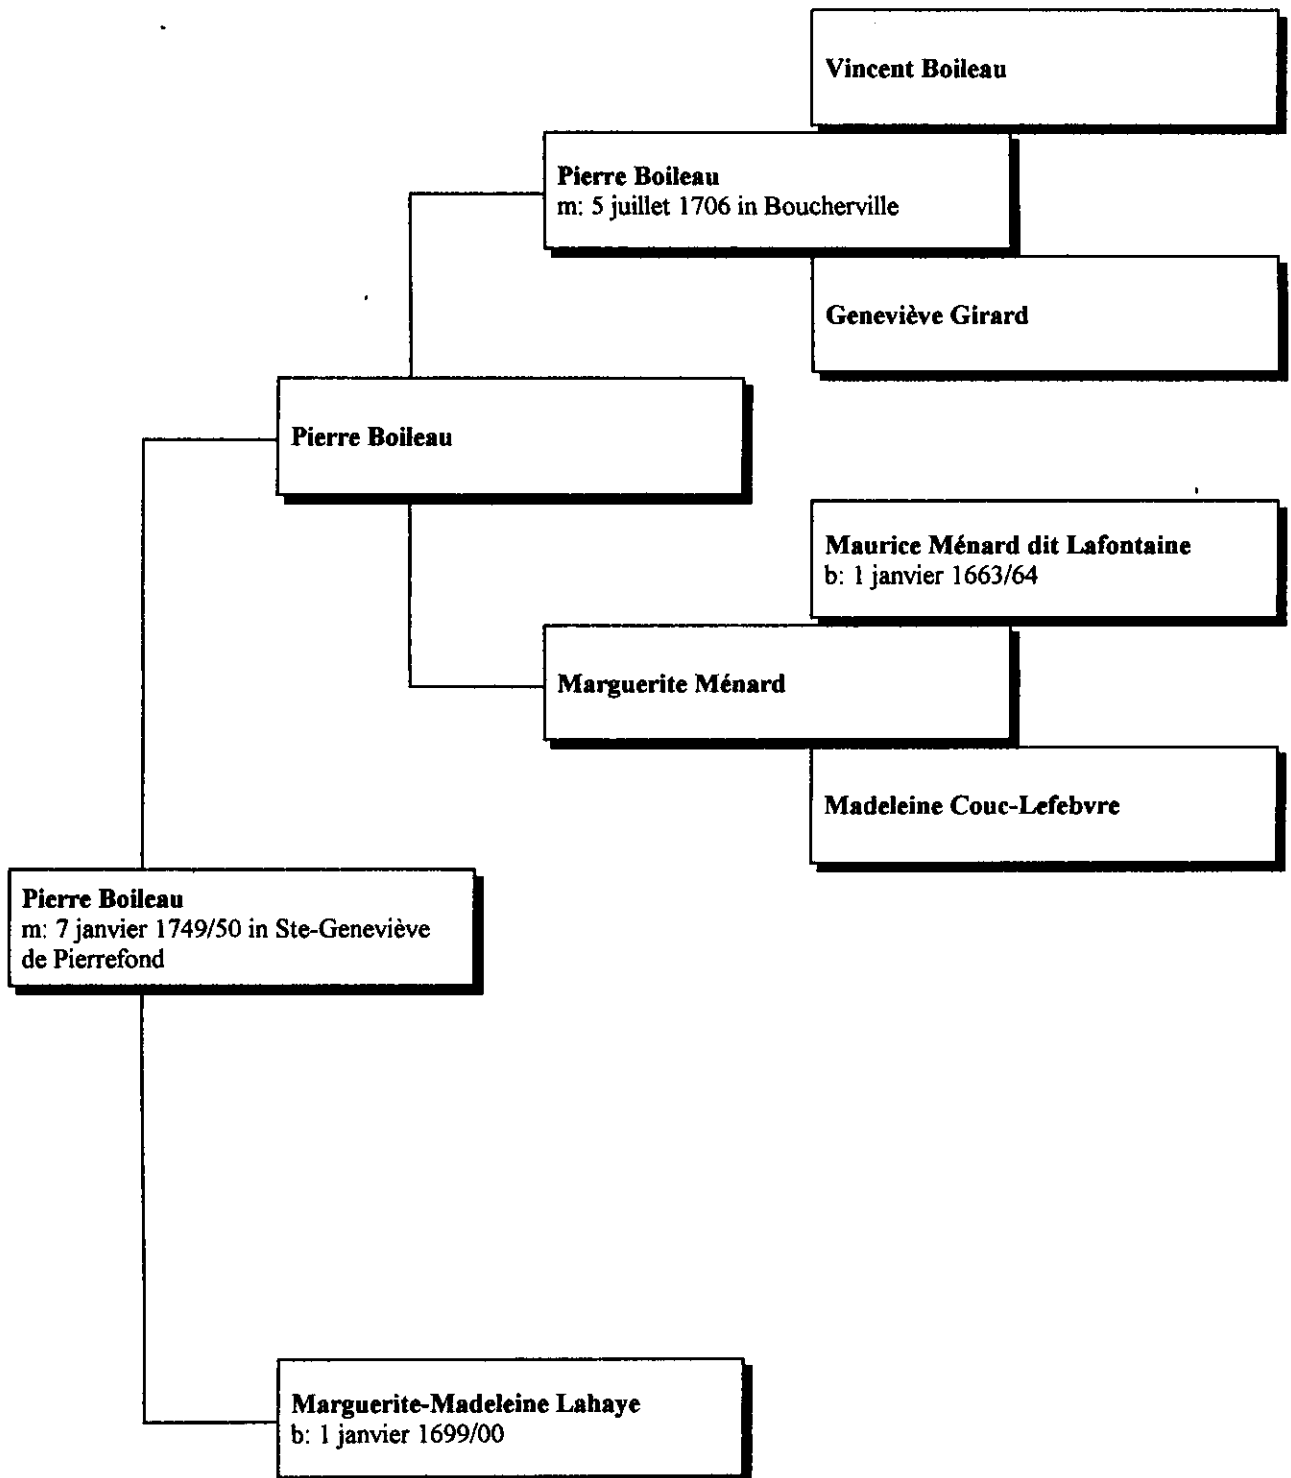 Vincent Boileau
Pierre Boileau
m: 5 juillet 1706 in Boucherville
Geneviève Girard
Pierre Boileau
Maurice Ménard dit Lafontaine
b: 1 janvier 1663/64
Marguerite Ménard
Madeleine Couc-Lefebvre
Pierre Boileau
m: 7 janvier 1749/50 in Ste-Geneviève
de Pierrefond
Marguerite-Madeleine Lahaye
b: 1 janvier 1699/00